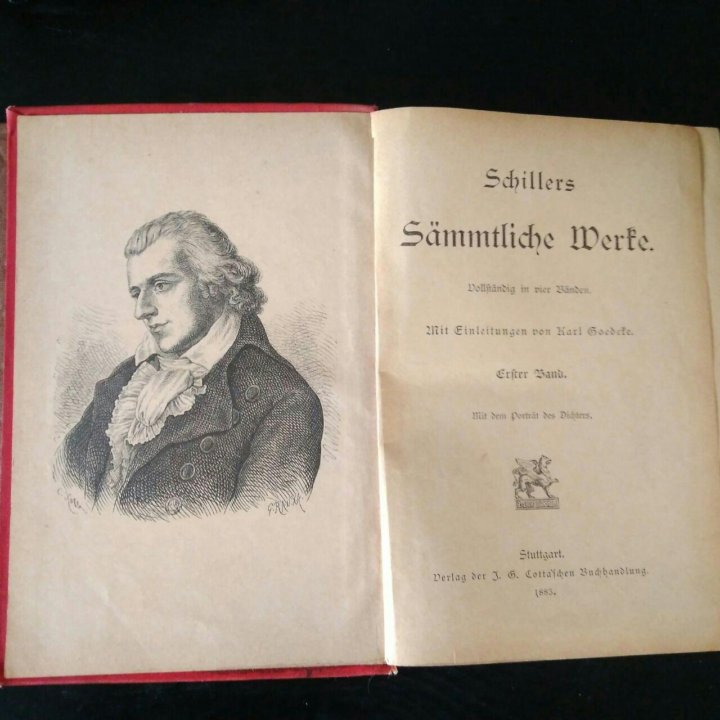 Schillers
Sämmtliche Werke.
Vollständig in vier Bänden.
Mit Einleitungen von Karl Goedeke.
Erster Band.
Mit dem Porträt des Dichters.
Stuttgart.
Verlag der J. G. Cotta'schen Buchhandlung.
1885.